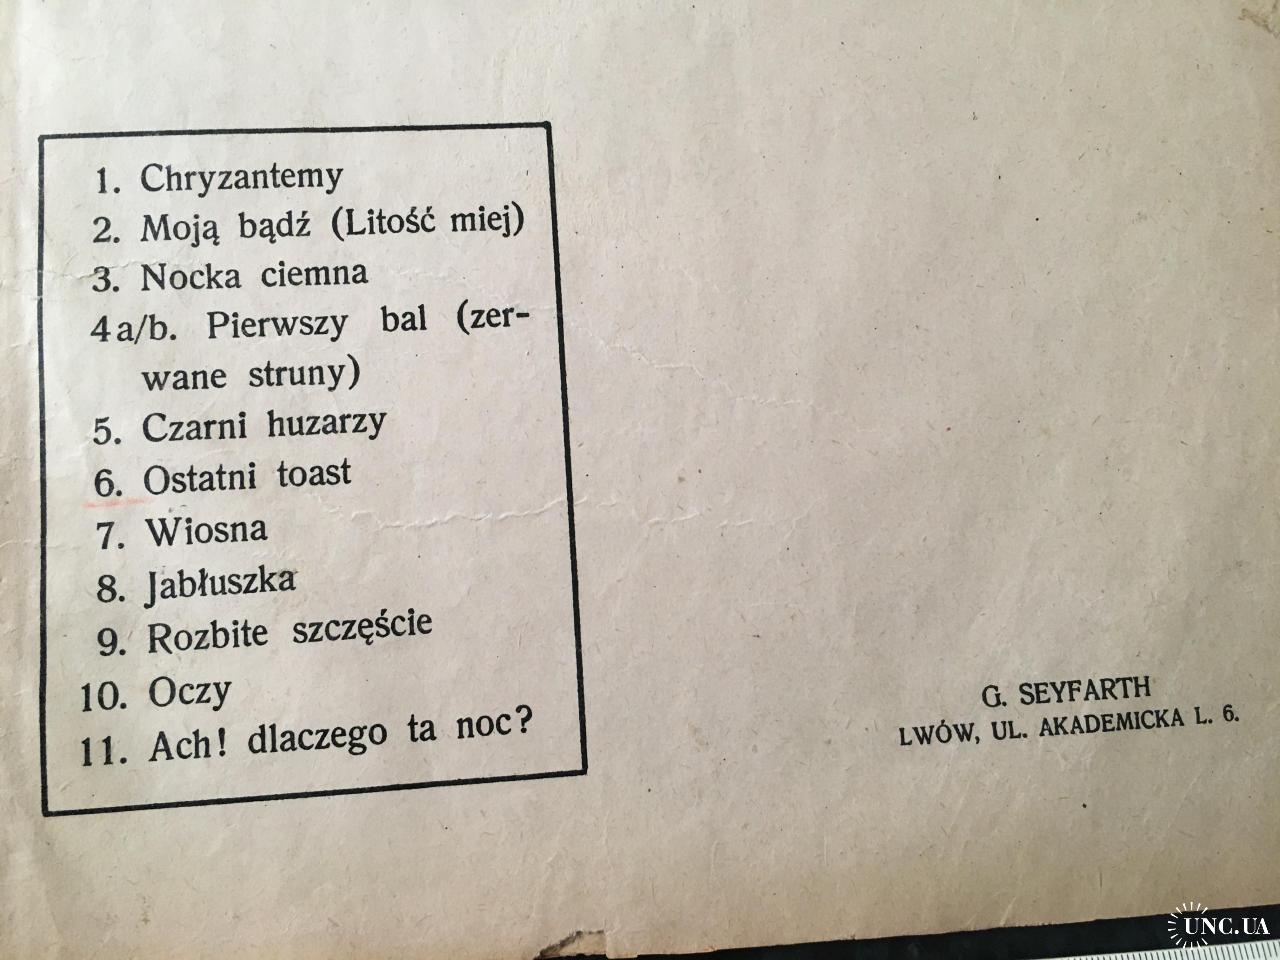 1. Chryzantemy
2. Moją bądź (Litość miej)
3. Nocka ciemna
4 a/b. Pierwszy bal (zer-
wane struny)
5. Czarni huzarzy
6. Ostatni toast
7. Wiosna
8. Jabłuszka
9. Rozbite szczęście
10. Oczy
11. Ach! dlaczego ta noc?
G. SEYFARTH
LWÓW, UL. AKADEMICKA L. 6.
UNC.UA